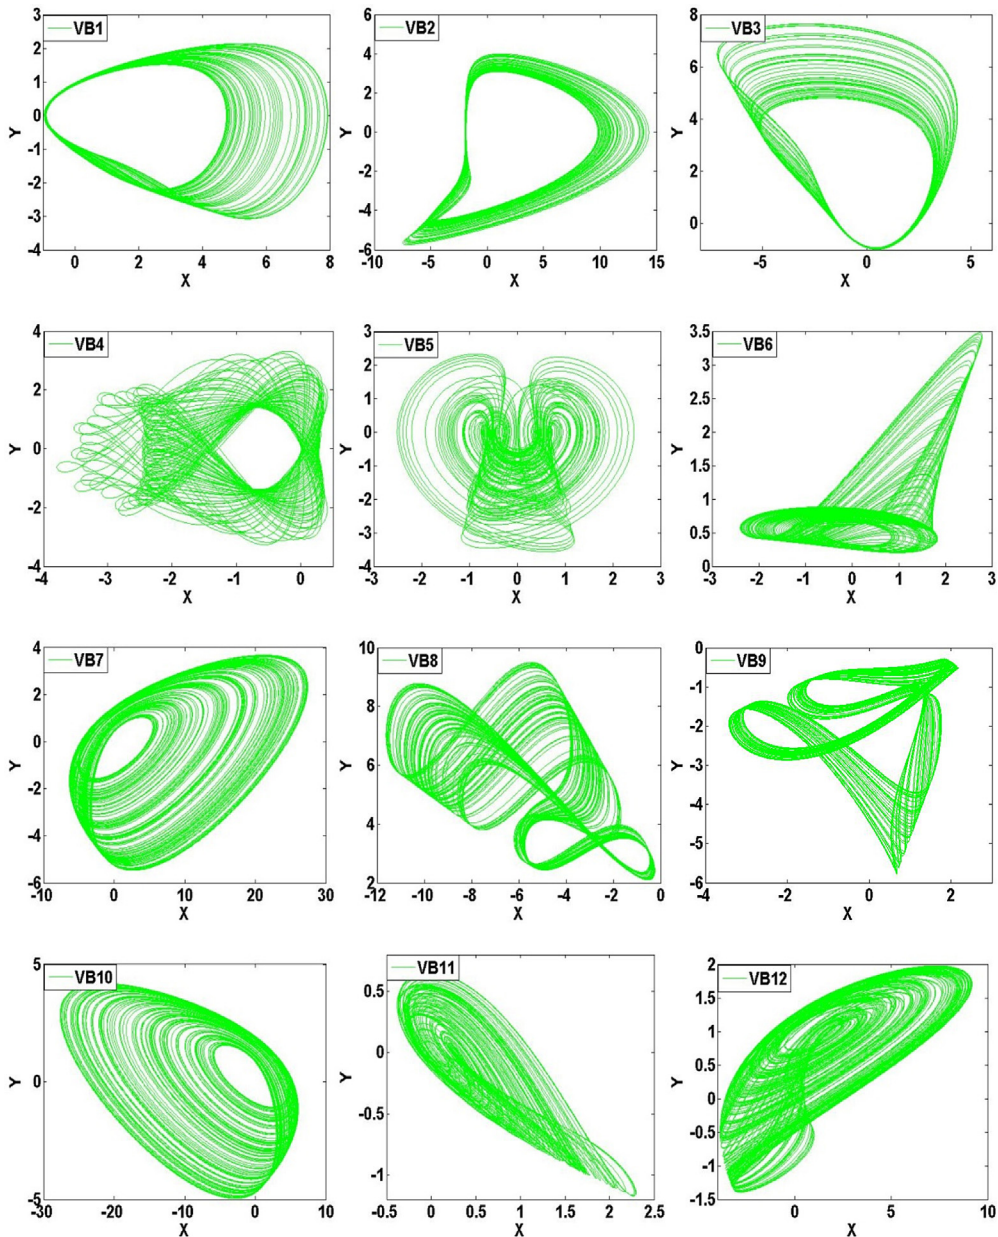 VB1
3
2
1
0
-1
-2
-3
-4
Y
0 2 4 6 8
X
VB2
6
4
2
0
-2
-4
-6
Y
-10 -5 0 5 10 15
X
VB3
8
6
4
2
0
Y
-5 0 5
X
VB4
4
2
0
-2
-4
Y
-4 -3 -2 -1 0
X
VB5
3
2
1
0
-1
-2
-3
-4
Y
-3 -2 -1 0 1 2 3
X
VB6
3.5
3
2.5
2
1.5
1
0.5
0
Y
-3 -2 -1 0 1 2 3
X
VB7
4
2
0
-2
-4
-6
Y
-10 0 10 20 30
X
VB8
10
8
6
4
2
Y
-12 -10 -8 -6 -4 -2 0
X
VB9
0
-1
-2
-3
-4
-5
-6
Y
-4 -2 0 2
X
VB10
5
0
-5
Y
-30 -20 -10 0 10
X
VB11
0.5
0
-0.5
-1
Y
-0.5 0 0.5 1 1.5 2 2.5
X
VB12
2
1.5
1
0.5
0
-0.5
-1
-1.5
Y
0 5 10
X